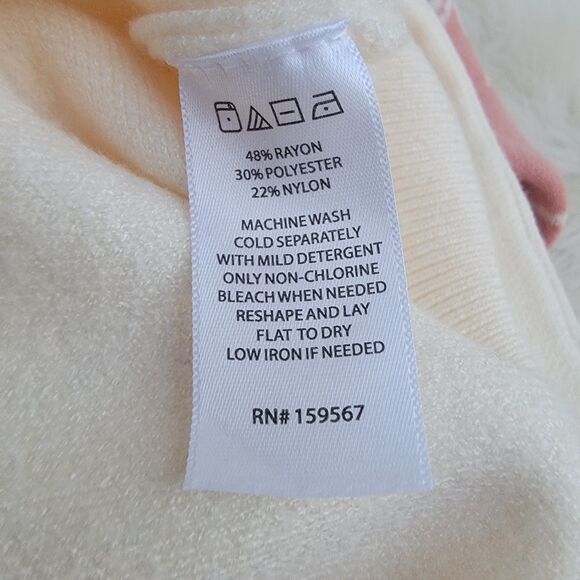 48% RAYON
30% POLYESTER
22% NYLON
MACHINE WASH
COLD SEPARATELY
WITH MILD DETERGENT
ONLY NON-CHLORINE
BLEACH WHEN NEEDED
RESHAPE AND LAY
FLAT TO DRY
LOW IRON IF NEEDED
RN# 159567